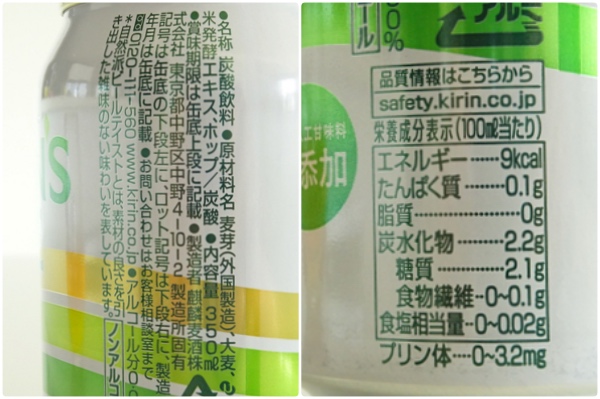 ●名称 炭酸飲料●原材料名 麦芽(外国製造)、大麦、
米発酵エキス、ホップ/炭酸 ●内容量 350ml
●賞味期限は缶底上段に記載●製造者 麒麟麦酒株
式会社 東京都中野区中野4-10-2 製造所固有
記号は缶底の下段左に、ロット記号は下段右に、製造
年月は缶底に記載●お問い合わせはお客様相談室まで
0120-111-560 www.kirin.co.jp●アルコール分0.0
*自然派ビールテイストとは、素材の良さを引
き出した雑味のない味わいを表しています。
ノンアルコ
is
ール
00%
アルミ
工甘味料
添加
品質情報はこちらから
safety.kirin.co.jp
栄養成分表示(100ml当たり)
エネルギー……9kcal
たんぱく質……0.1g
脂質……0g
炭水化物……2.2g
糖質……2.1g
食物繊維…0~0.1g
食塩相当量…0~0.02g
プリン体……0~3.2mg